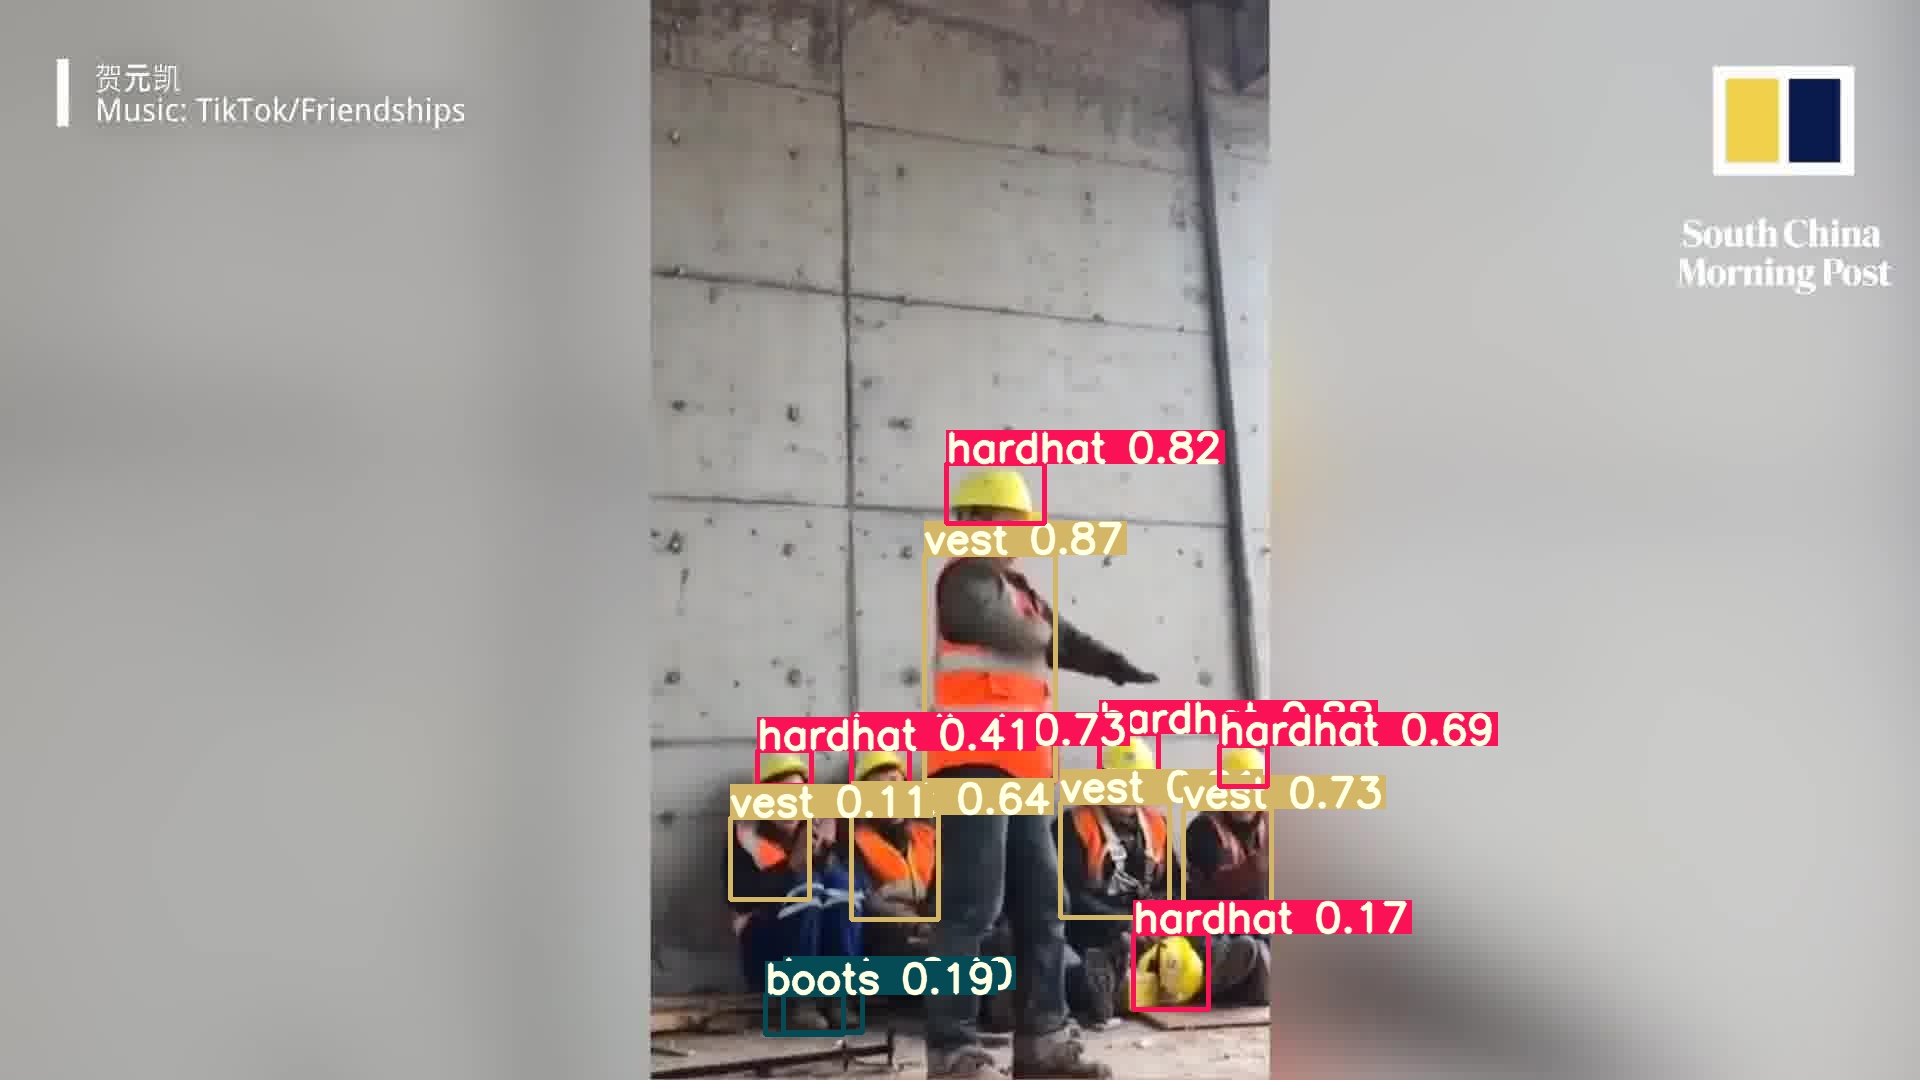 贺元凯
Music: TikTok/Friendships
South China
Morning Post
hardhat 0.82
vest 0.87
hardhat
hardhat 0.41
0.73
hardhat 0.69
vest 0.11
0.64
vest
vest 0.73
hardhat 0.17
boots 0.19